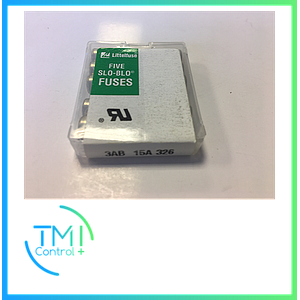 Littelfuse
FIVE
SLO-BLO®
FUSES
3AB 15A 326
TMI
Control +